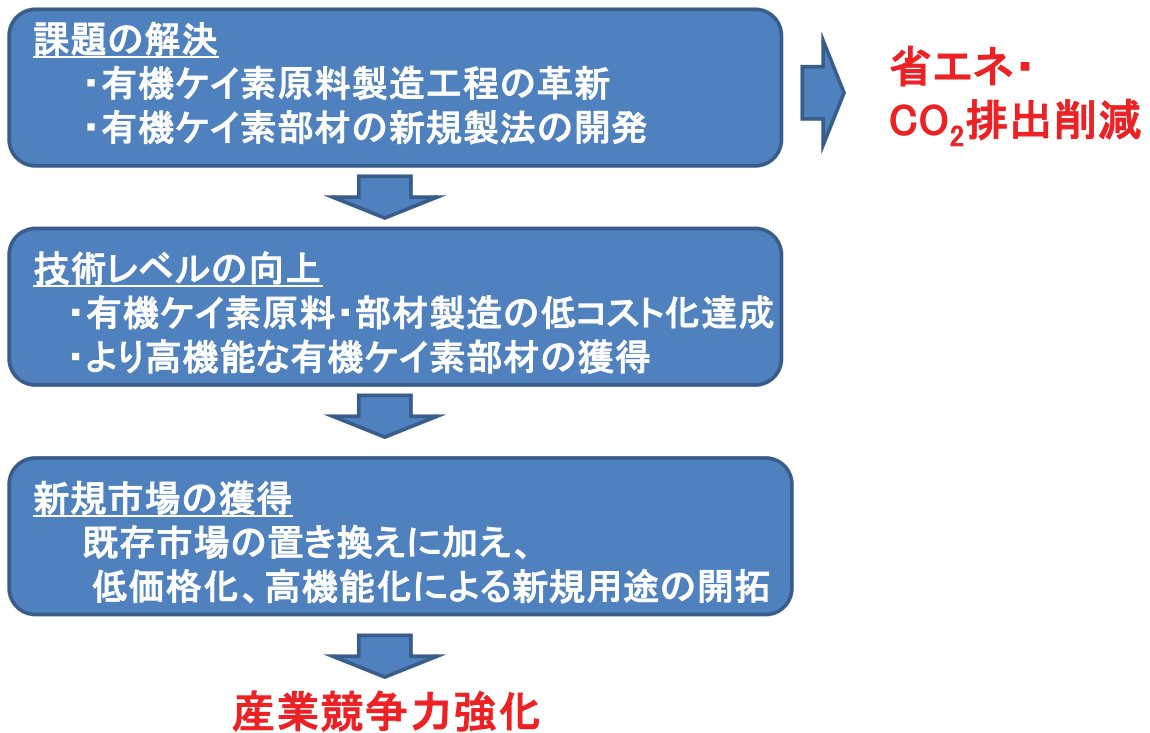 課題の解決
・有機ケイ素原料製造工程の革新
・有機ケイ素部材の新規製法の開発
省エネ・
CO₂排出削減
技術レベルの向上
・有機ケイ素原料・部材製造の低コスト化達成
・より高機能な有機ケイ素部材の獲得
新規市場の獲得
既存市場の置き換えに加え、
低価格化、高機能化による新規用途の開拓
産業競争力強化